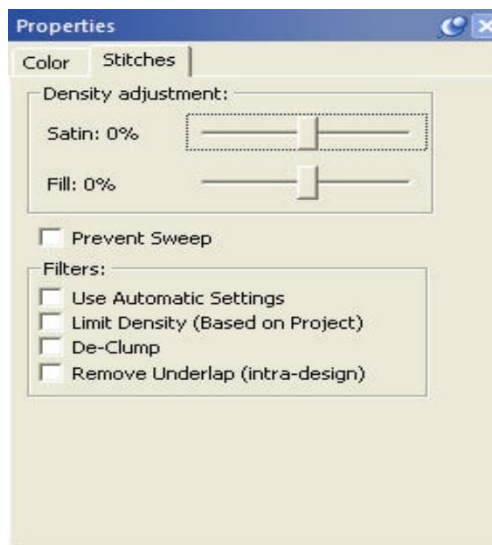 Properties
Color Stitches
Density adjustment:
Satin: 0%
Fill: 0%
Prevent Sweep
Filters:
Use Automatic Settings
Limit Density (Based on Project)
De-Clump
Remove Underlap (intra-design)